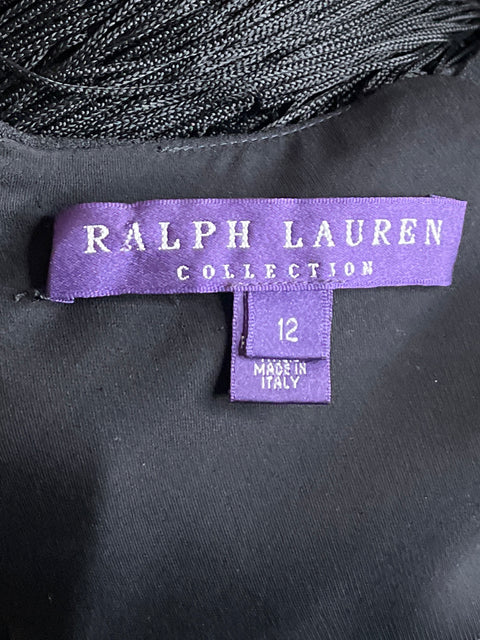 RALPH LAUREN
COLLECTION
12
MADE IN
ITALY